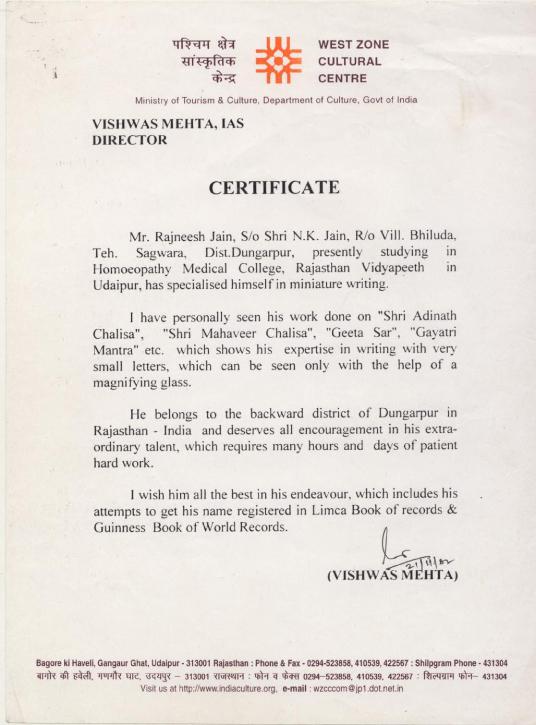 पश्चिम क्षेत्र
सांस्कृतिक
केन्द्र
WEST ZONE
CULTURAL
CENTRE
Ministry of Tourism & Culture, Department of Culture, Govt of India
VISHWAS MEHTA, IAS
DIRECTOR
CERTIFICATE
Mr. Rajneesh Jain, S/o Shri N.K. Jain, R/o Vill. Bhiluda,
Teh. Sagwara, Dist.Dungarpur, presently studying in
Homoeopathy Medical College, Rajasthan Vidyapeeth in
Udaipur, has specialised himself in miniature writing.
I have personally seen his work done on "Shri Adinath
Chalisa", "Shri Mahaveer Chalisa", "Geeta Sar", "Gayatri
Mantra" etc. which shows his expertise in writing with very
small letters, which can be seen only with the help of a
magnifying glass.
He belongs to the backward district of Dungarpur in
Rajasthan - India and deserves all encouragement in his extra-
ordinary talent, which requires many hours and days of patient
hard work.
I wish him all the best in his endeavour, which includes his
attempts to get his name registered in Limca Book of records &
Guinness Book of World Records.
21/11/02
(VISHWAS MEHTA)
Bagore ki Haveli, Gangaur Ghat, Udaipur - 313001 Rajasthan : Phone & Fax - 0294-523858, 410539, 422567 : Shilpgram Phone - 431304
बागोर की हवेली, गणगौर घाट, उदयपुर – 313001 राजस्थान : फोन व फेक्स 0294–523858, 410539, 422567 : शिल्पग्राम फोन– 431304
Visit us at http://www.indiaculture.org, e-mail : wzcccom@jp1.dot.net.in